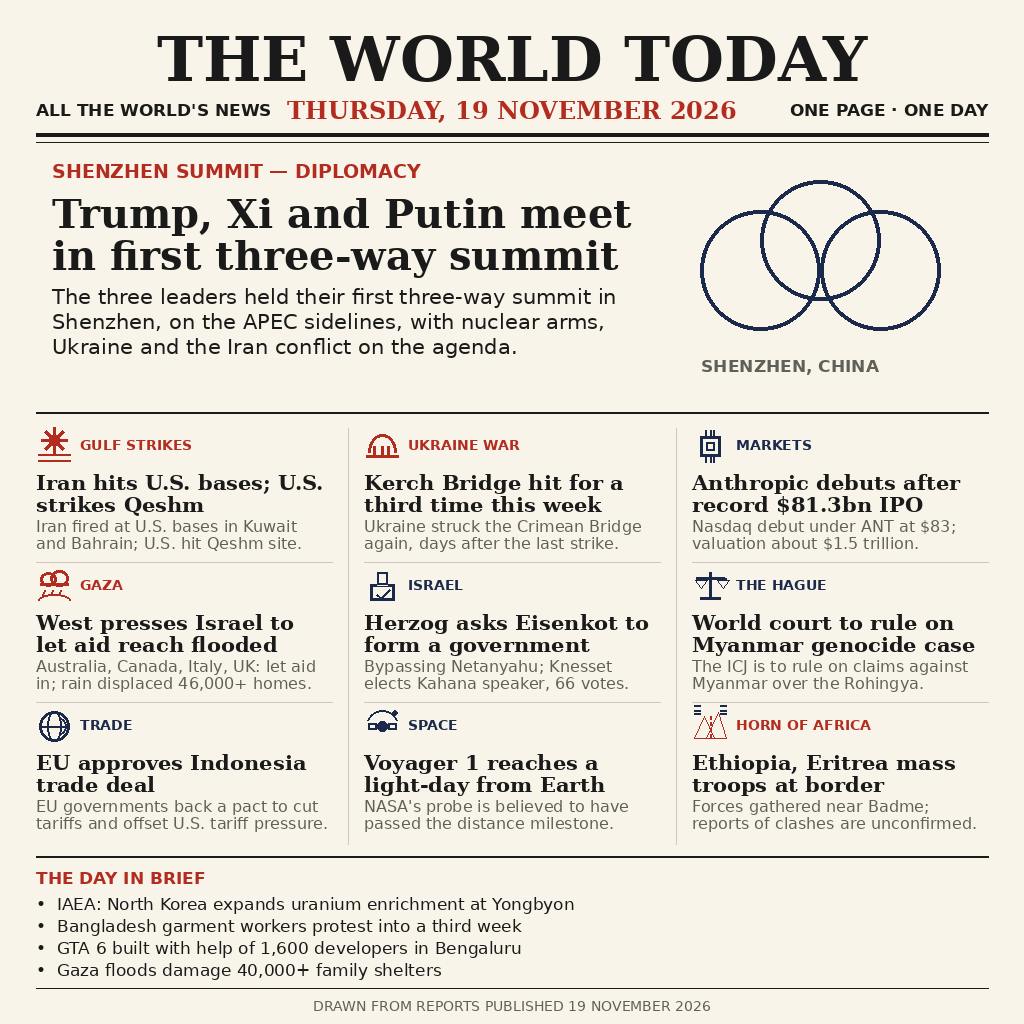 THE WORLD TODAY
ALL THE WORLD'S NEWS
THURSDAY, 19 NOVEMBER 2026
ONE PAGE · ONE DAY
SHENZHEN SUMMIT — DIPLOMACY
Trump, Xi and Putin meet
in first three-way summit
The three leaders held their first three-way summit in
Shenzhen, on the APEC sidelines, with nuclear arms,
Ukraine and the Iran conflict on the agenda.
SHENZHEN, CHINA
GULF STRIKES
Iran hits U.S. bases; U.S.
strikes Qeshm
Iran fired at U.S. bases in Kuwait
and Bahrain; U.S. hit Qeshm site.
UKRAINE WAR
Kerch Bridge hit for a
third time this week
Ukraine struck the Crimean Bridge
again, days after the last strike.
MARKETS
Anthropic debuts after
record $81.3bn IPO
Nasdaq debut under ANT at $83;
valuation about $1.5 trillion.
GAZA
West presses Israel to
let aid reach flooded
Australia, Canada, Italy, UK: let aid
in; rain displaced 46,000+ homes.
ISRAEL
Herzog asks Eisenkot to
form a government
Bypassing Netanyahu; Knesset
elects Kahana speaker, 66 votes.
THE HAGUE
World court to rule on
Myanmar genocide case
The ICJ is to rule on claims against
Myanmar over the Rohingya.
TRADE
EU approves Indonesia
trade deal
EU governments back a pact to cut
tariffs and offset U.S. tariff pressure.
SPACE
Voyager 1 reaches a
light-day from Earth
NASA's probe is believed to have
passed the distance milestone.
HORN OF AFRICA
Ethiopia, Eritrea mass
troops at border
Forces gathered near Badme;
reports of clashes are unconfirmed.
THE DAY IN BRIEF
• IAEA: North Korea expands uranium enrichment at Yongbyon
• Bangladesh garment workers protest into a third week
• GTA 6 built with help of 1,600 developers in Bengaluru
• Gaza floods damage 40,000+ family shelters
DRAWN FROM REPORTS PUBLISHED 19 NOVEMBER 2026